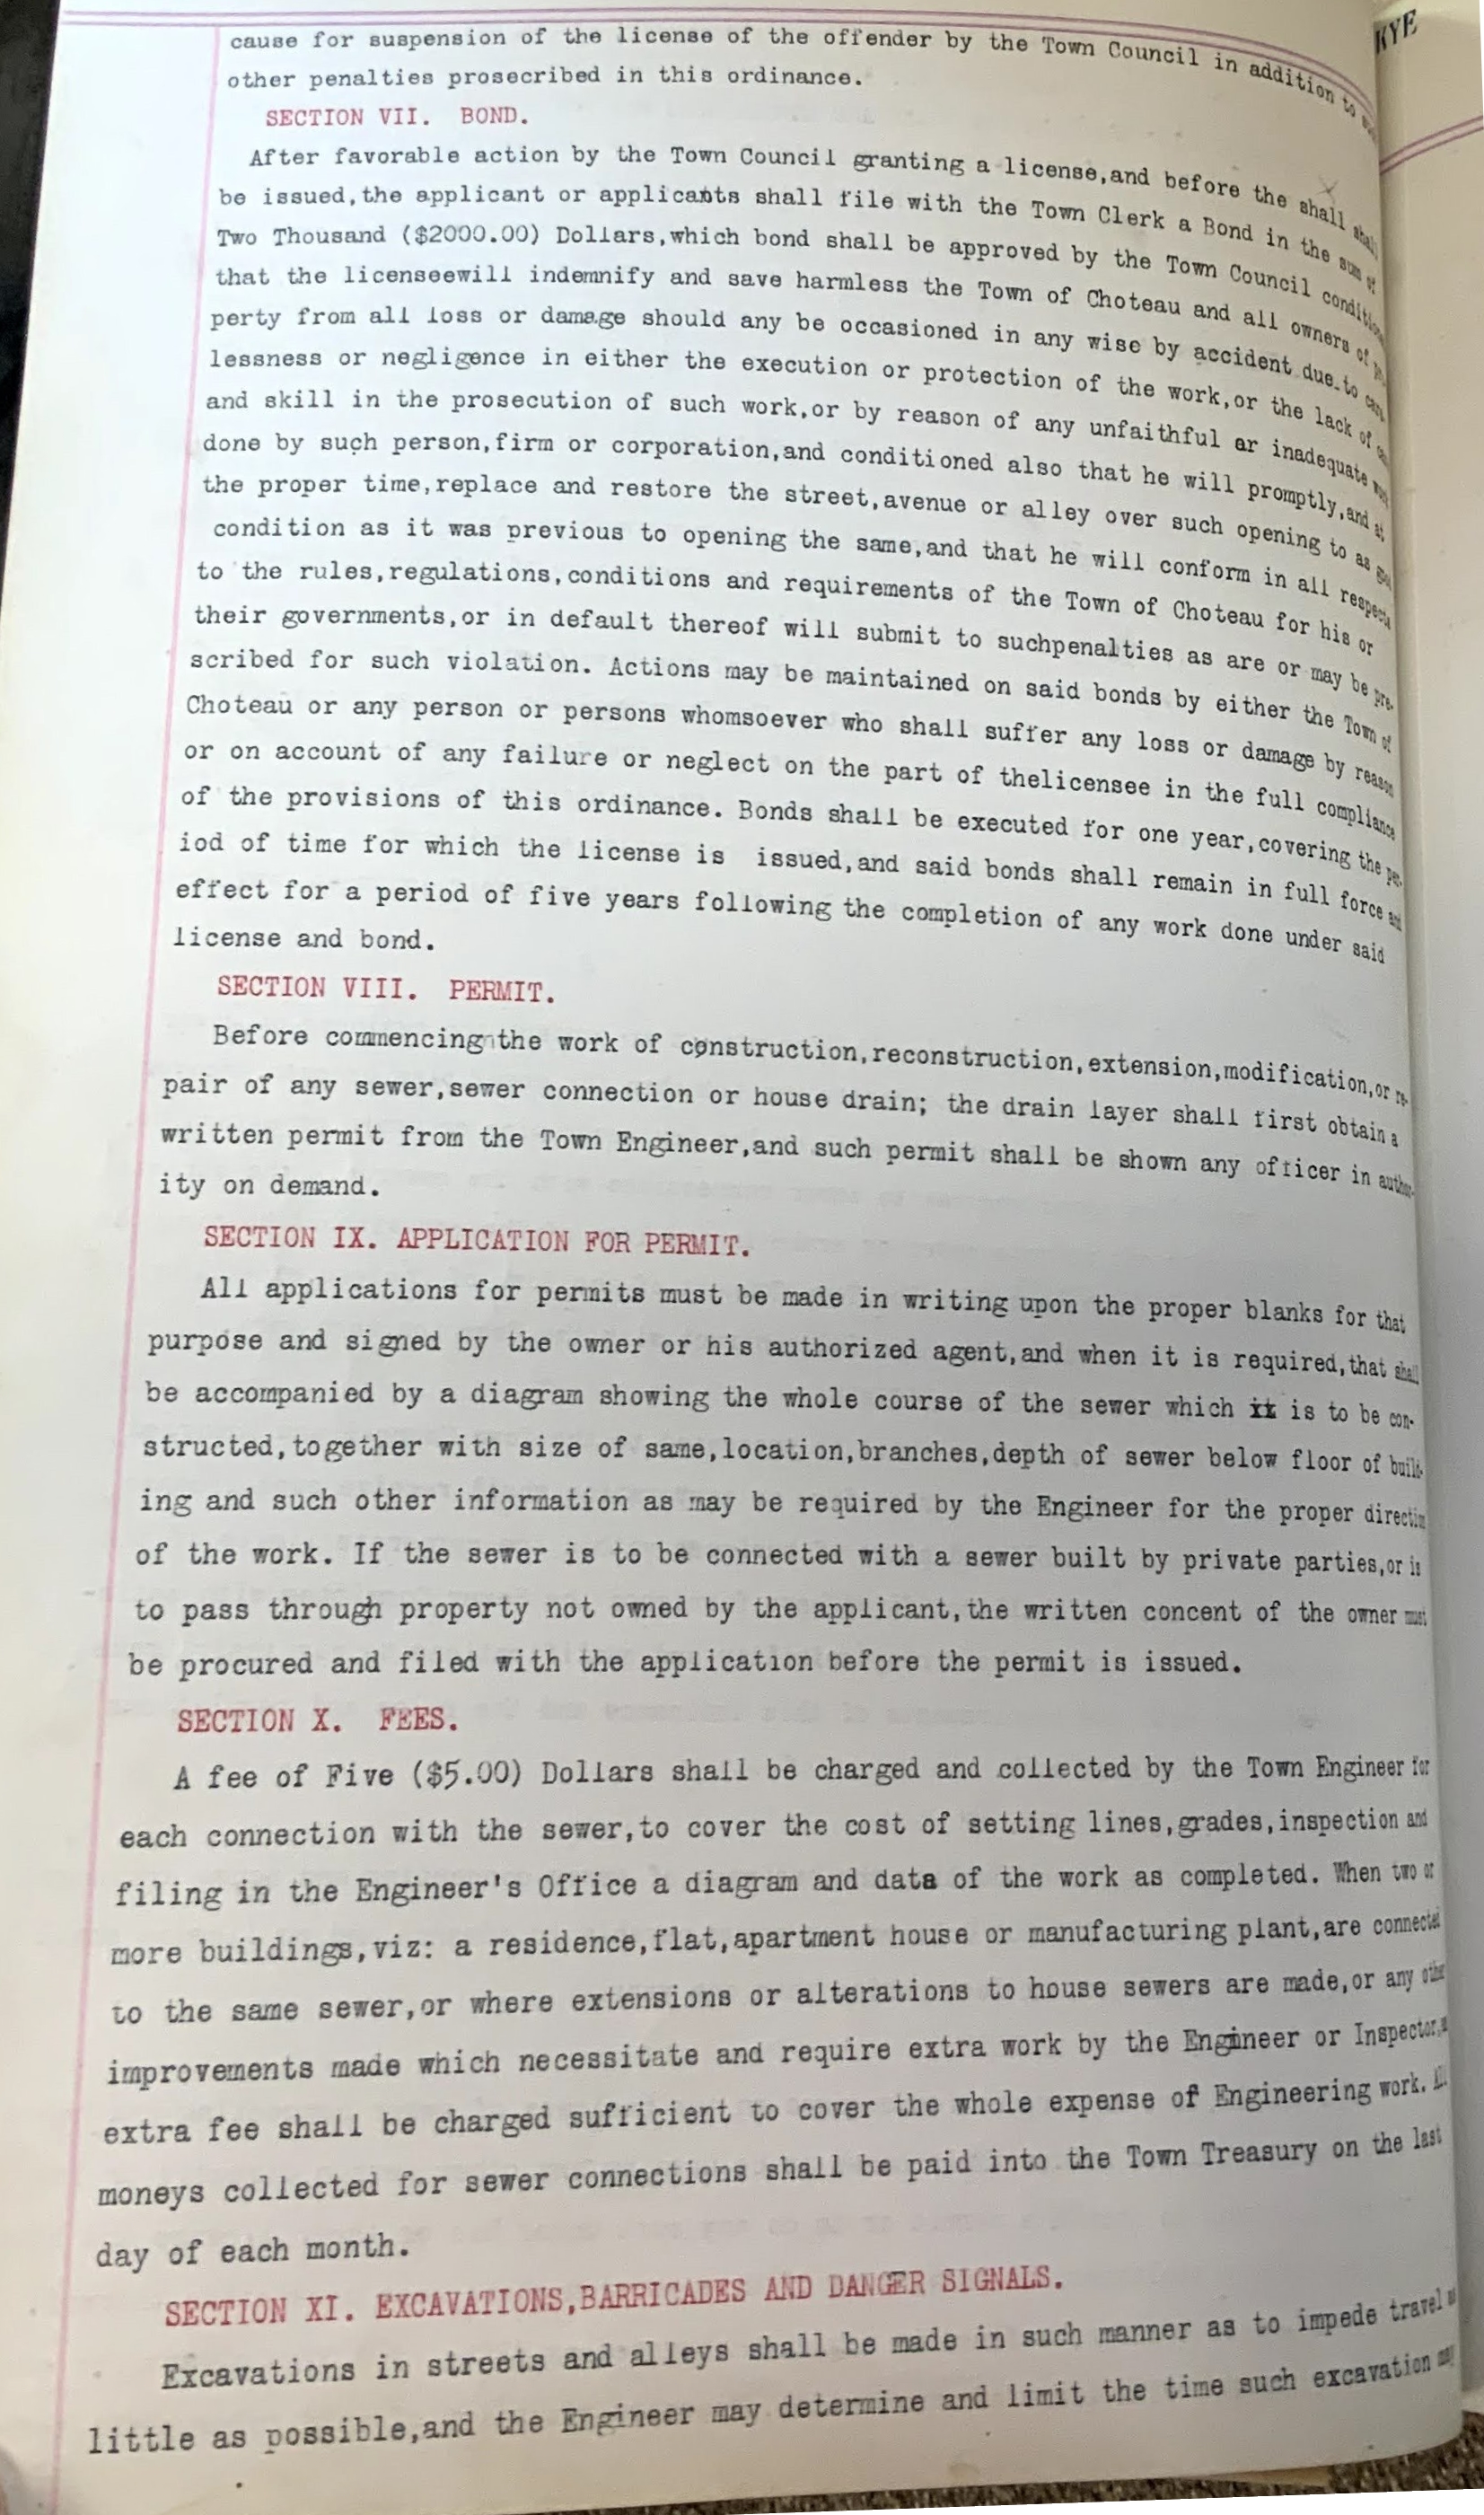 KYE
cause for suspension of the license of the offender by the Town Council in addition to
other penalties prosecribed in this ordinance.
SECTION VII. BOND.
After favorable action by the Town Council granting a license,and before the shall shall
be issued,the applicant or applicants shall file with the Town Clerk a Bond in the sum of
Two Thousand ($2000.00) Dollars,which bond shall be approved by the Town Council
that the licenseewill indemnify and save harmless the Town of Choteau and all owners of
perty from all loss or damage should any be occasioned in any wise by accident due to care
lessness or negligence in either the execution or protection of the work,or the lack of
and skill in the prosecution of such work,or by reason of any unfaithful ar inadequate work
done by such person,firm or corporation,and conditioned also that he will promptly,and at
the proper time,replace and restore the street,avenue or alley over such opening to as good
condition as it was previous to opening the same,and that he will conform in all respects
to the rules,regulations,conditions and requirements of the Town of Choteau for his or
their governments,or in default thereof will submit to suchpenalties as are or may be pre-
scribed for such violation. Actions may be maintained on said bonds by either the Town of
Choteau or any person or persons whomsoever who shall suffer any loss or damage by reason
or on account of any failure or neglect on the part of thelicensee in the full compliance
of the provisions of this ordinance. Bonds shall be executed for one year,covering the per-
iod of time for which the license is issued,and said bonds shall remain in full force and
effect for a period of five years following the completion of any work done under said
license and bond.
SECTION VIII. PERMIT.
Before commencing the work of construction,reconstruction,extension,modification,or re-
pair of any sewer,sewer connection or house drain; the drain layer shall first obtain a
written permit from the Town Engineer,and such permit shall be shown any officer in author-
ity on demand.
SECTION IX. APPLICATION FOR PERMIT.
All applications for permits must be made in writing upon the proper blanks for that
purpose and signed by the owner or his authorized agent,and when it is required,that shall
be accompanied by a diagram showing the whole course of the sewer which it is to be con-
structed,together with size of same,location,branches,depth of sewer below floor of build-
ing and such other information as may be required by the Engineer for the proper direction
of the work. If the sewer is to be connected with a sewer built by private parties,or is
to pass through property not owned by the applicant,the written concent of the owner must
be procured and filed with the application before the permit is issued.
SECTION X. FEES.
A fee of Five ($5.00) Dollars shall be charged and collected by the Town Engineer for
each connection with the sewer,to cover the cost of setting lines,grades,inspection and
filing in the Engineer's Office a diagram and data of the work as completed. When two or
more buildings,viz: a residence,flat,apartment house or manufacturing plant,are connected
to the same sewer,or where extensions or alterations to house sewers are made,or any other
improvements made which necessitate and require extra work by the Engineer or Inspector,a
extra fee shall be charged sufficient to cover the whole expense of Engineering work. All
moneys collected for sewer connections shall be paid into the Town Treasury on the last
day of each month.
SECTION XI. EXCAVATIONS,BARRICADES AND DANGER SIGNALS.
Excavations in streets and alleys shall be made in such manner as to impede travel as
little as possible,and the Engineer may determine and limit the time such excavation may